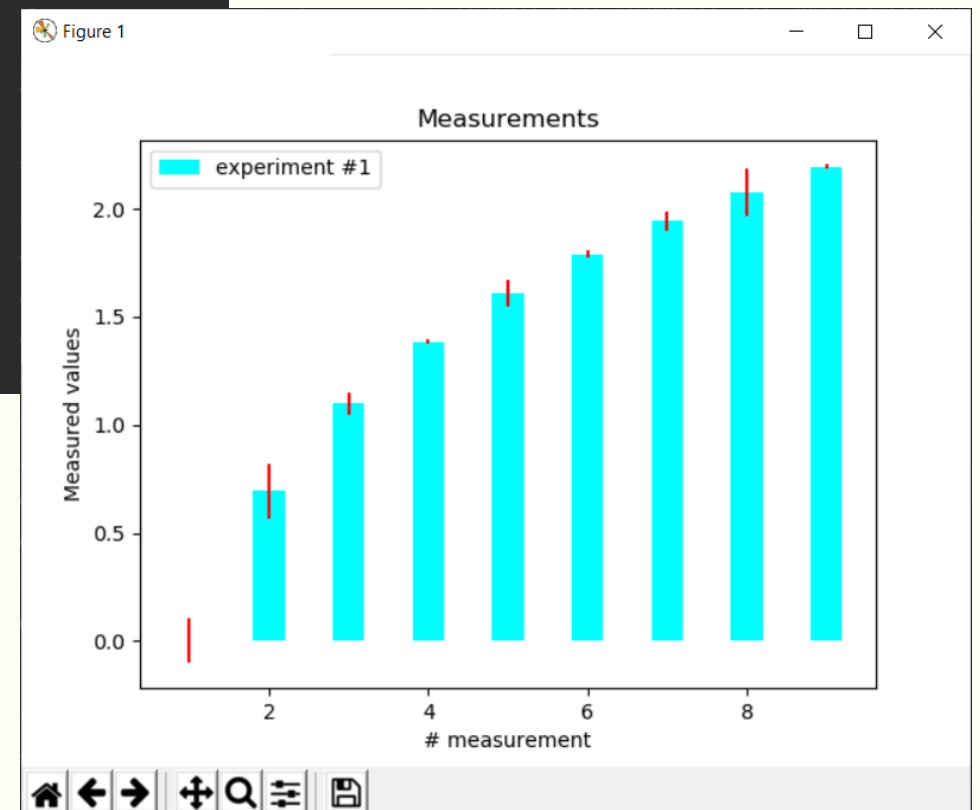 Figure 1
Measurements
experiment #1
2.0
1.5
1.0
0.5
0.0
Measured values
2 4 6 8
# measurement